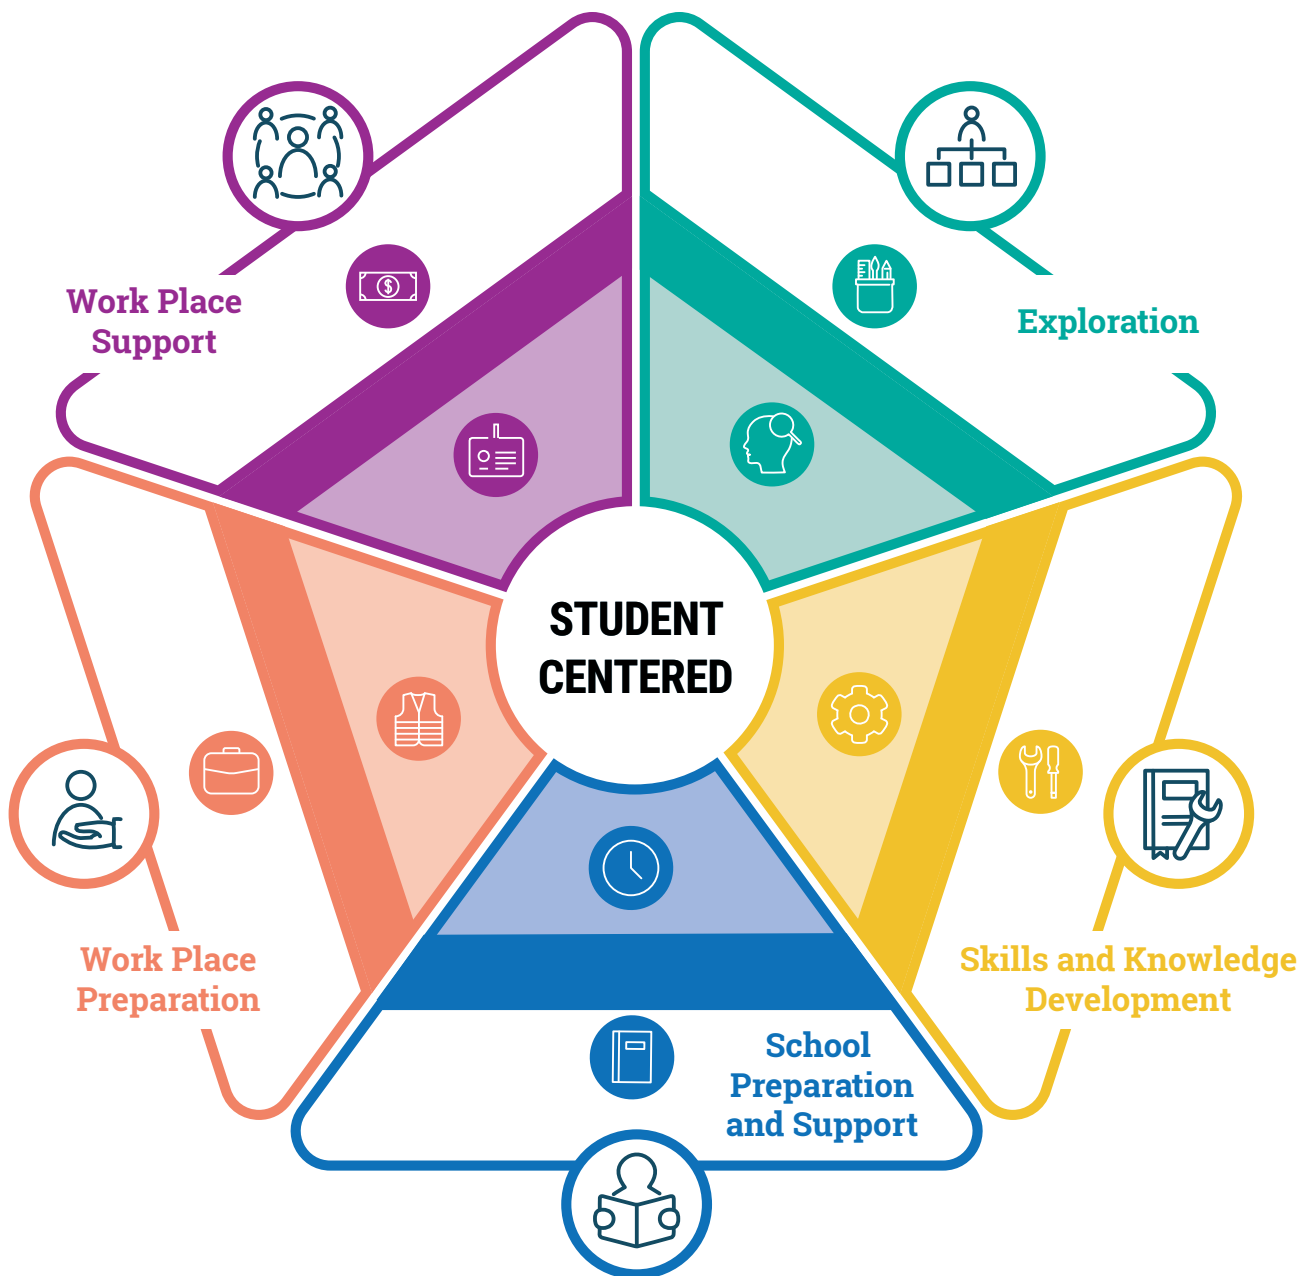 Work Place
Support
Exploration
STUDENT
CENTERED
Work Place
Preparation
Skills and Knowledge
Development
School
Preparation
and Support
$